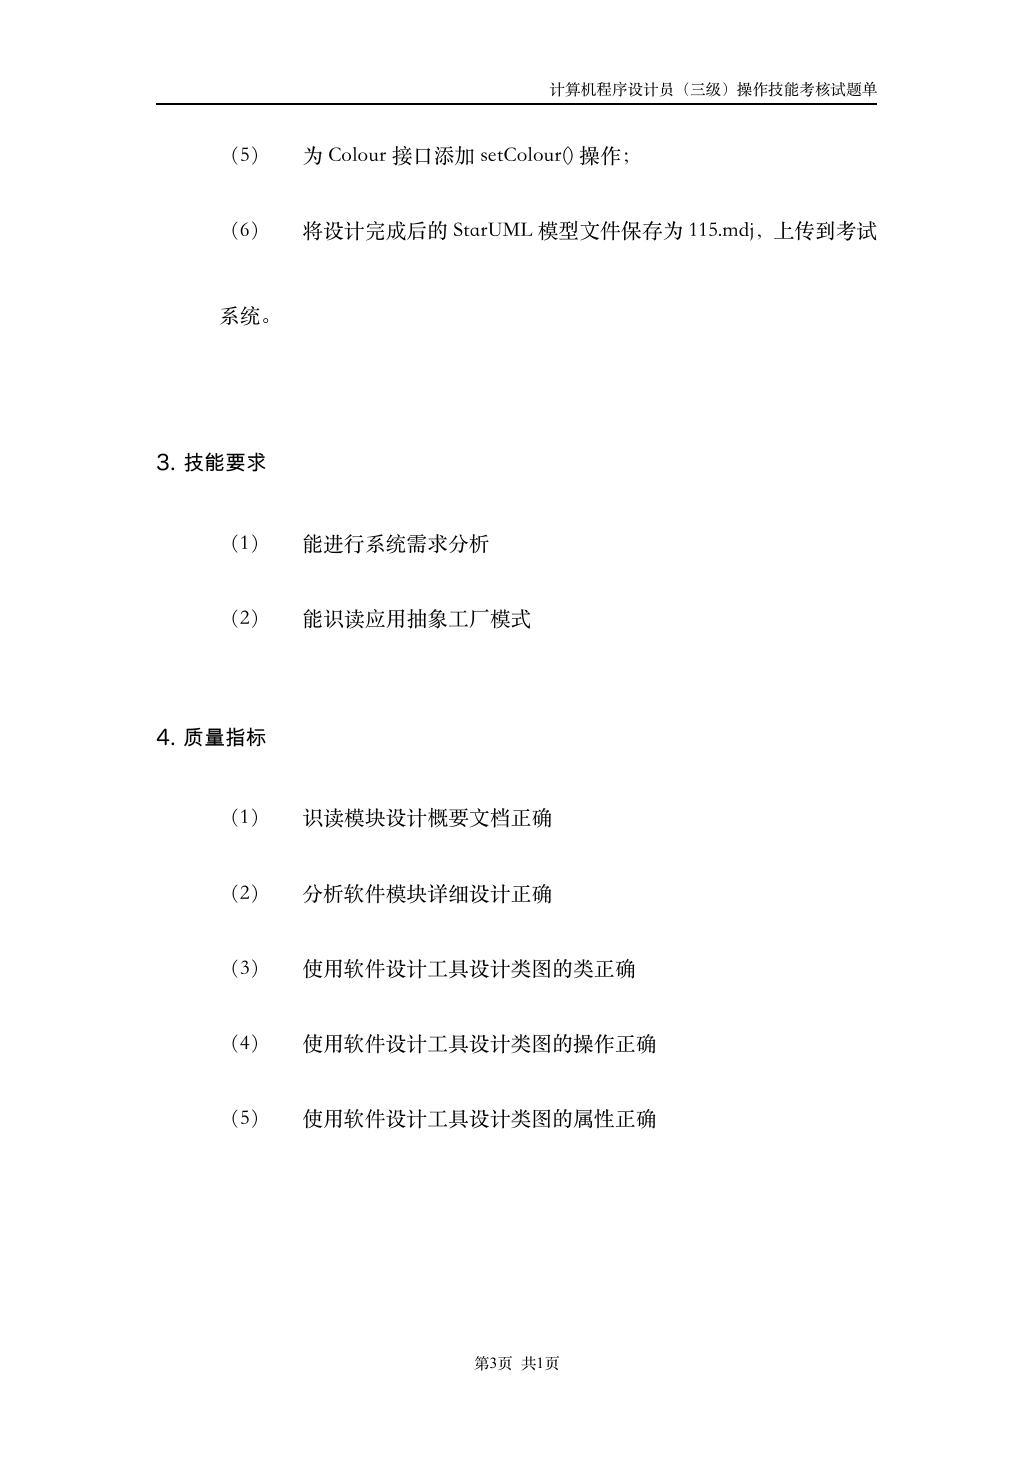 计算机程序设计员（三级）操作技能考核试题单
（5） 为 Colour 接口添加 setColour() 操作；
（6） 将设计完成后的 StarUML 模型文件保存为 115.mdj，上传到考试
系统。
3. 技能要求
（1） 能进行系统需求分析
（2） 能识读应用抽象工厂模式
4. 质量指标
（1） 识读模块设计概要文档正确
（2） 分析软件模块详细设计正确
（3） 使用软件设计工具设计类图的类正确
（4） 使用软件设计工具设计类图的操作正确
（5） 使用软件设计工具设计类图的属性正确
第3页 共1页